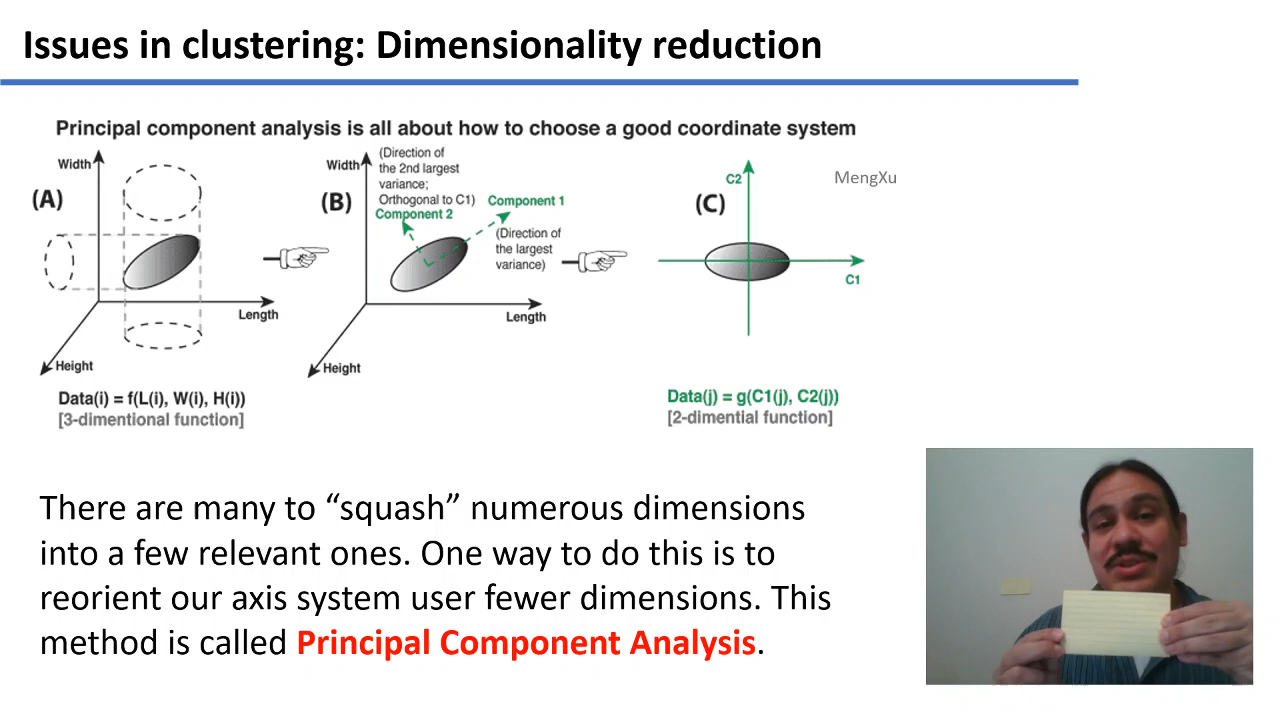 Issues in clustering: Dimensionality reduction
Principal component analysis is all about how to choose a good coordinate system
MengXu
(A)
Width
Length
Height
Data(i) = f(L(i), W(i), H(i))
[3-dimentional function]
(B)
Width
(Direction of
the 2nd largest
variance;
Orthogonal to C1)
Component 2
Component 1
(Direction of
the largest
variance)
Length
Height
(C)
C2
C1
Data(j) = g(C1(j), C2(j))
[2-dimential function]
There are many to “squash” numerous dimensions
into a few relevant ones. One way to do this is to
reorient our axis system user fewer dimensions. This
method is called Principal Component Analysis.